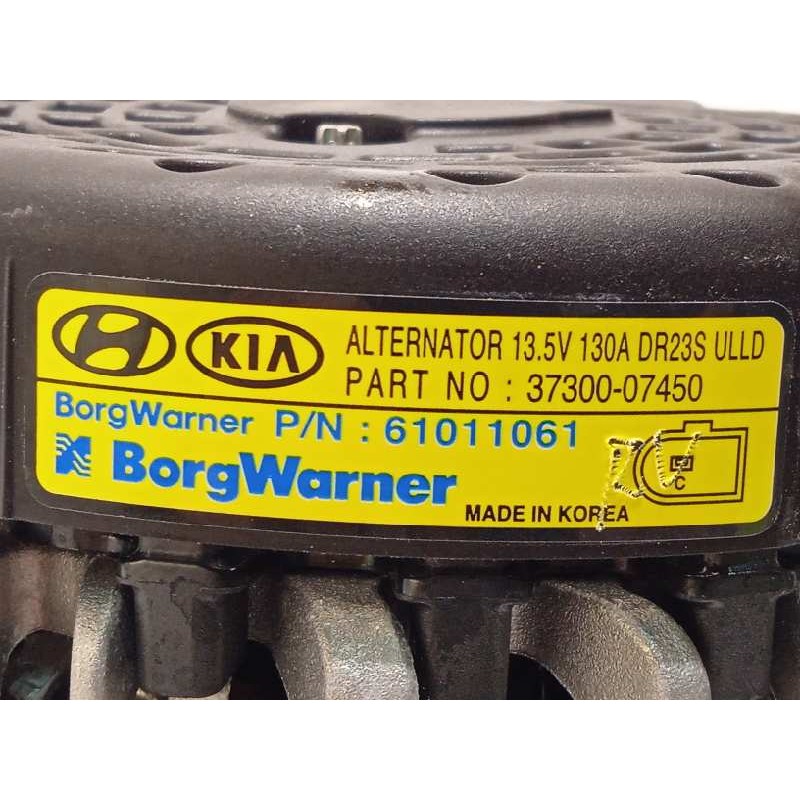 KIA
ALTERNATOR 13.5V 130A DR23S ULLD
PART NO : 37300-07450
BorgWarner P/N : 61011061
BorgWarner
C
MADE IN KOREA